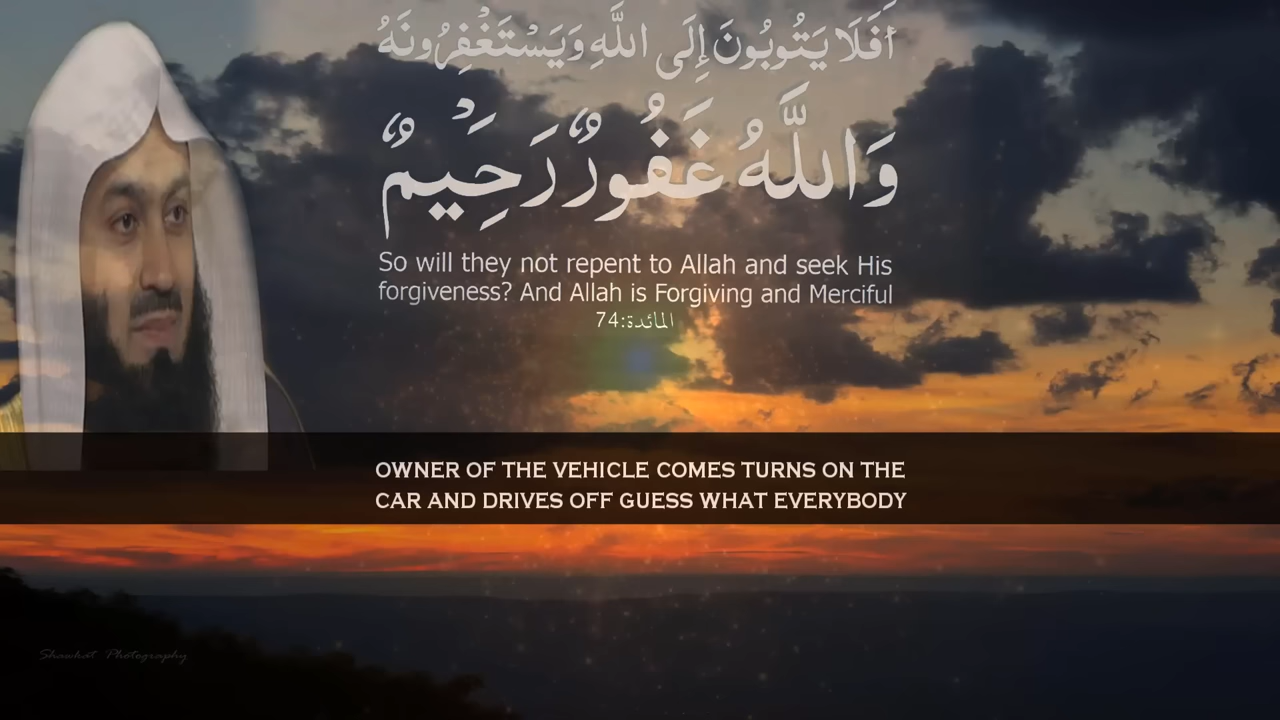 أَفَلَا يَتُوبُونَ إِلَى اللَّهِ وَيَسْتَغْفِرُونَهُ
وَاللَّهُ غَفُورٌ رَحِيمٌ
So will they not repent to Allah and seek His
forgiveness? And Allah is Forgiving and Merciful
المائدة:74
OWNER OF THE VEHICLE COMES TURNS ON THE
CAR AND DRIVES OFF GUESS WHAT EVERYBODY
Shawkat Photography